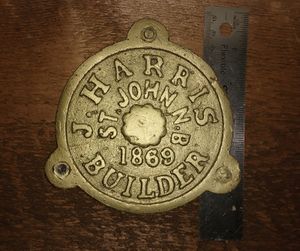 J. HARRIS
ST. JOHN N.B
1869
BUILDER